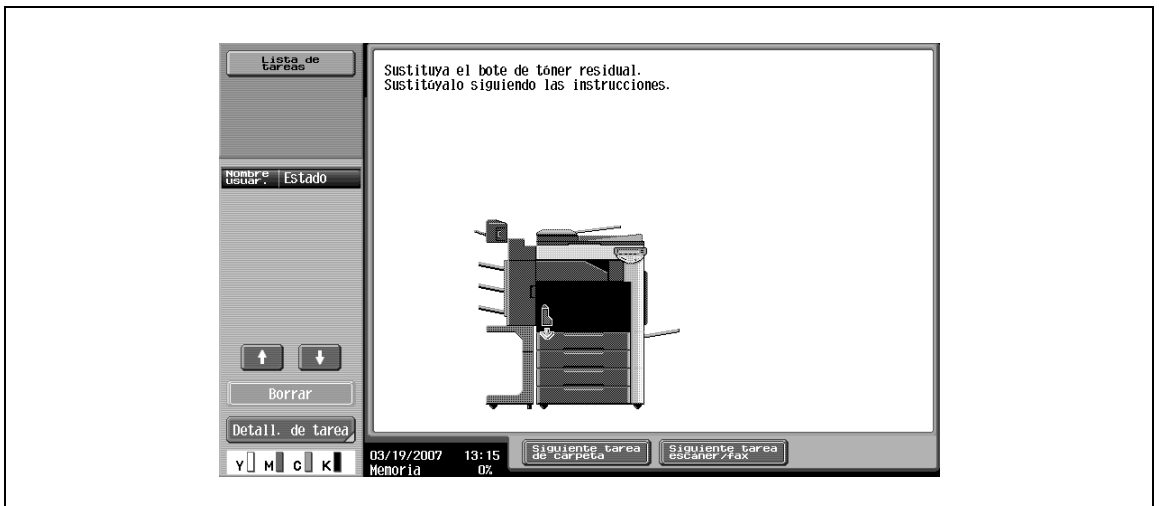 Lista de
tareas
Sustituya el bote de tóner residual.
Sustitúyalo siguiendo las instrucciones.
Nombre
usuar.
Estado
Borrar
Detall. de tarea
Y M C K
03/19/2007 13:15
Memoria 0%
Siguiente tarea
de carpeta
Siguiente tarea
escáner/fax